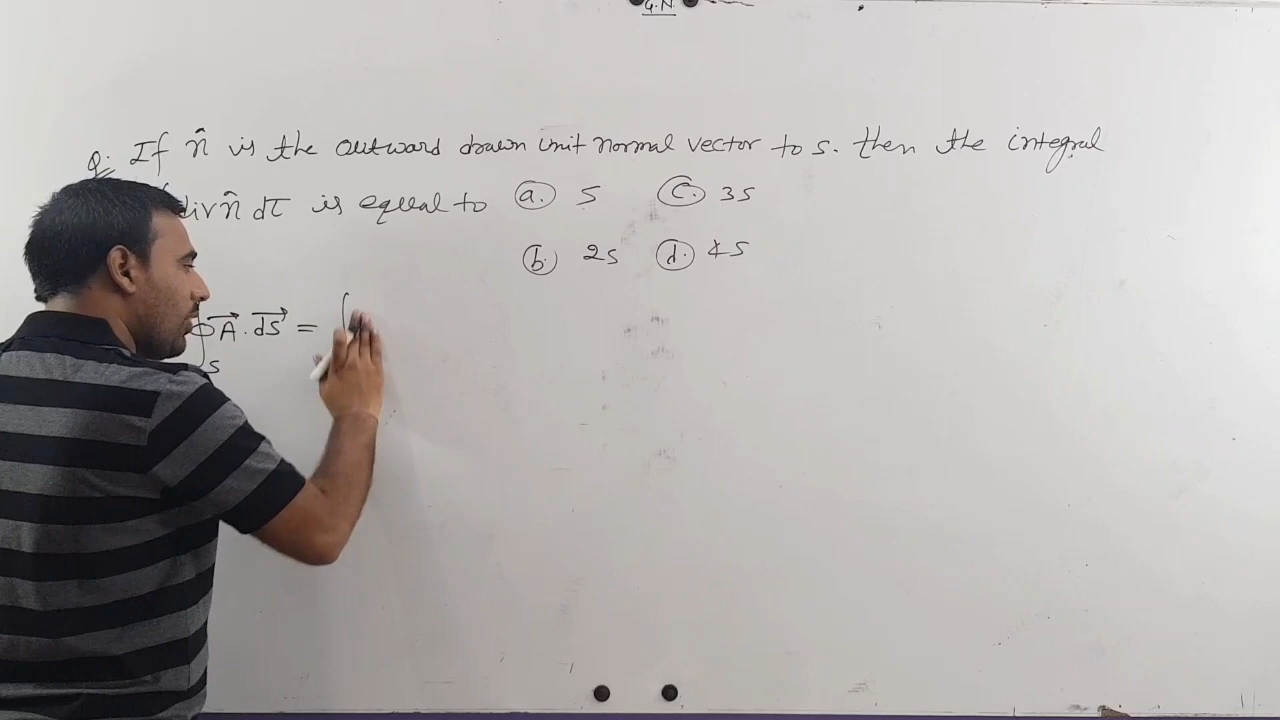 G.N
Q: If n̂ is the outward drawn unit normal vector to s. then the integral
div n̂ dτ is equal to (a.) s (c.) 3s
(b.) 2s (d.) 4s
∮ₛ A⃗ . ds⃗ = ∫